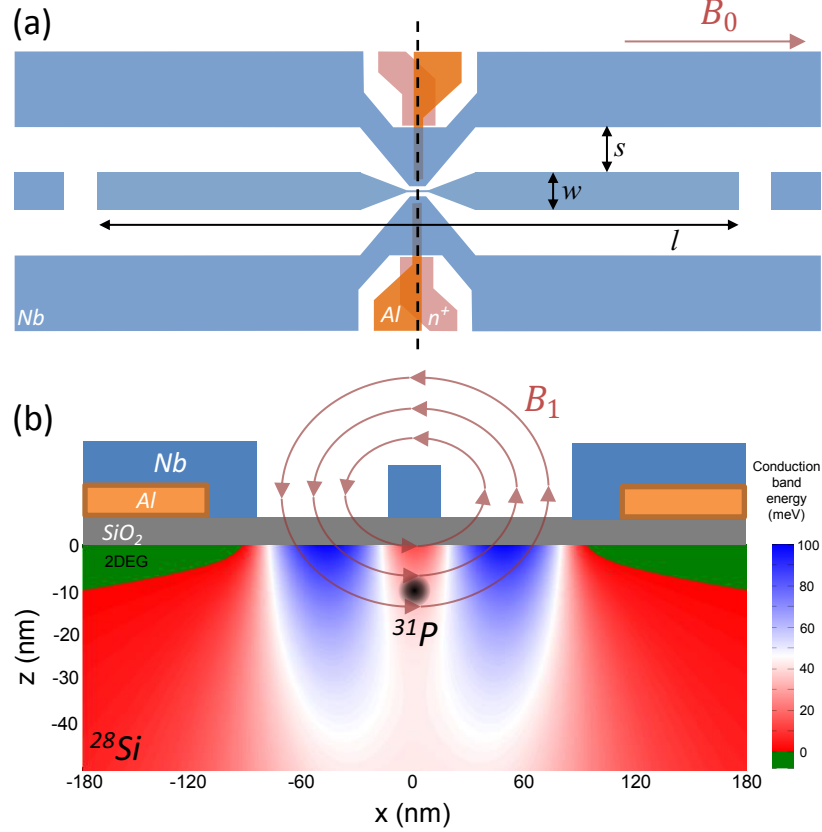 (a)
B₀
s
w
l
Nb
Al
n⁺
(b)
B₁
Nb
Al
SiO₂
2DEG
³¹P
²⁸Si
Conduction
band
energy
(meV)
100
80
60
40
20
0
0
-10
-20
-30
-40
z (nm)
-180
-120
-60
0
60
120
180
x (nm)